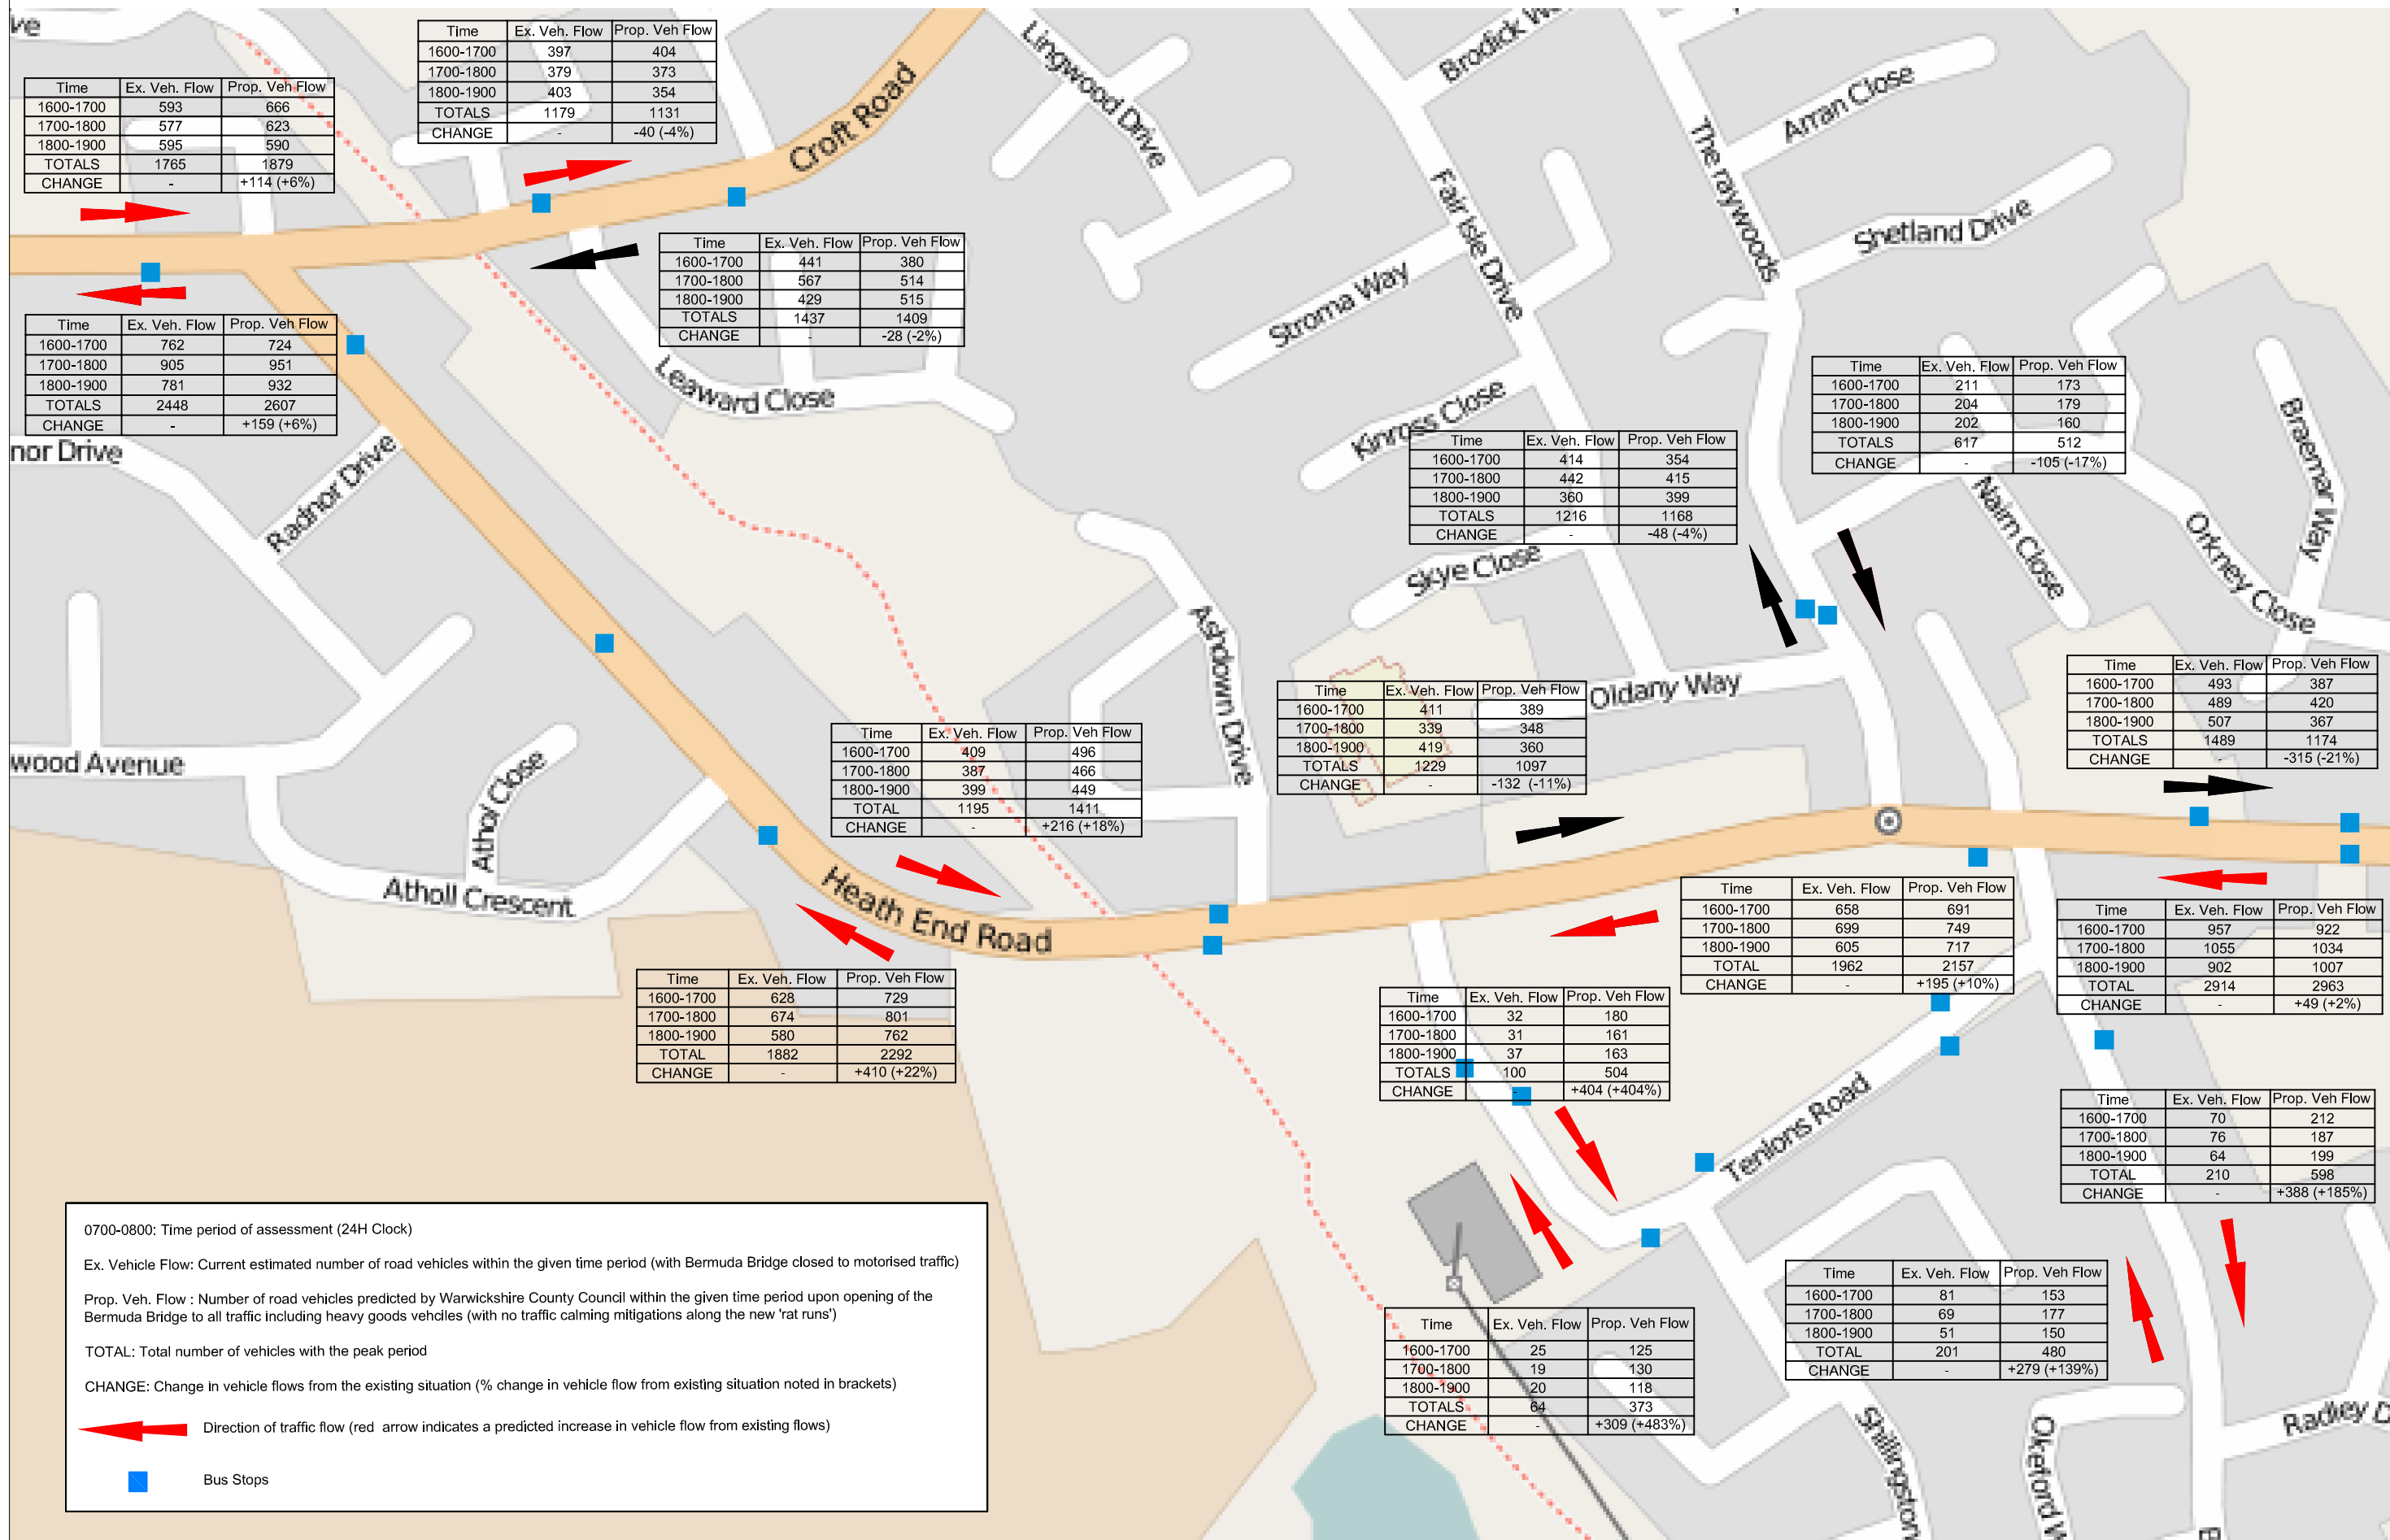 ve
Time Ex. Veh. Flow Prop. Veh Flow
1600-1700 397 404
1700-1800 379 373
1800-1900 403 354
TOTALS 1179 1131
CHANGE - -40 (-4%)
Time Ex. Veh. Flow Prop. Veh Flow
1600-1700 593 666
1700-1800 577 623
1800-1900 595 590
TOTALS 1765 1879
CHANGE - +114 (+6%)
Croft Road
Lingwood Drive
Brodick W
Arran Close
The raywoods
Fair Isle Drive
Shetland Drive
Stroma Way
Time Ex. Veh. Flow Prop. Veh Flow
1600-1700 441 380
1700-1800 567 514
1800-1900 429 515
TOTALS 1437 1409
CHANGE - -28 (-2%)
Time Ex. Veh. Flow Prop. Veh Flow
1600-1700 762 724
1700-1800 905 951
1800-1900 781 932
TOTALS 2448 2607
CHANGE - +159 (+6%)
Leaward Close
nor Drive
Radnor Drive
Kinross Close
Time Ex. Veh. Flow Prop. Veh Flow
1600-1700 211 173
1700-1800 204 179
1800-1900 202 160
TOTALS 617 512
CHANGE - -105 (-17%)
Time Ex. Veh. Flow Prop. Veh Flow
1600-1700 414 354
1700-1800 442 415
1800-1900 360 399
TOTALS 1216 1168
CHANGE - -48 (-4%)
Braemar Way
Nairn Close
Orkney Close
Skye Close
Ashdown Drive
Oldany Way
Time Ex. Veh. Flow Prop. Veh Flow
1600-1700 493 387
1700-1800 489 420
1800-1900 507 367
TOTALS 1489 1174
CHANGE - -315 (-21%)
Time Ex. Veh. Flow Prop. Veh Flow
1600-1700 411 389
1700-1800 339 348
1800-1900 419 360
TOTALS 1229 1097
CHANGE - -132 (-11%)
Time Ex. Veh. Flow Prop. Veh Flow
1600-1700 409 496
1700-1800 387 466
1800-1900 399 449
TOTAL 1195 1411
CHANGE - +216 (+18%)
wood Avenue
Athol Close
Atholl Crescent
Heath End Road
Time Ex. Veh. Flow Prop. Veh Flow
1600-1700 658 691
1700-1800 699 749
1800-1900 605 717
TOTAL 1962 2157
CHANGE - +195 (+10%)
Time Ex. Veh. Flow Prop. Veh Flow
1600-1700 957 922
1700-1800 1055 1034
1800-1900 902 1007
TOTAL 2914 2963
CHANGE - +49 (+2%)
Time Ex. Veh. Flow Prop. Veh Flow
1600-1700 628 729
1700-1800 674 801
1800-1900 580 762
TOTAL 1882 2292
CHANGE - +410 (+22%)
Time Ex. Veh. Flow Prop. Veh Flow
1600-1700 32 180
1700-1800 31 161
1800-1900 37 163
TOTALS 100 504
CHANGE - +404 (+404%)
Tenlons Road
Time Ex. Veh. Flow Prop. Veh Flow
1600-1700 70 212
1700-1800 76 187
1800-1900 64 199
TOTAL 210 598
CHANGE - +388 (+185%)
Time Ex. Veh. Flow Prop. Veh Flow
1600-1700 81 153
1700-1800 69 177
1800-1900 51 150
TOTAL 201 480
CHANGE - +279 (+139%)
Time Ex. Veh. Flow Prop. Veh Flow
1600-1700 25 125
1700-1800 19 130
1800-1900 20 118
TOTALS 64 373
CHANGE - +309 (+483%)
Shillingston
Okeford W
Radley D
0700-0800: Time period of assessment (24H Clock)
Ex. Vehicle Flow: Current estimated number of road vehicles within the given time period (with Bermuda Bridge closed to motorised traffic)
Prop. Veh. Flow : Number of road vehicles predicted by Warwickshire County Council within the given time period upon opening of the
Bermuda Bridge to all traffic including heavy goods vehciles (with no traffic calming mitigations along the new 'rat runs')
TOTAL: Total number of vehicles with the peak period
CHANGE: Change in vehicle flows from the existing situation (% change in vehicle flow from existing situation noted in brackets)
Direction of traffic flow (red arrow indicates a predicted increase in vehicle flow from existing flows)
Bus Stops